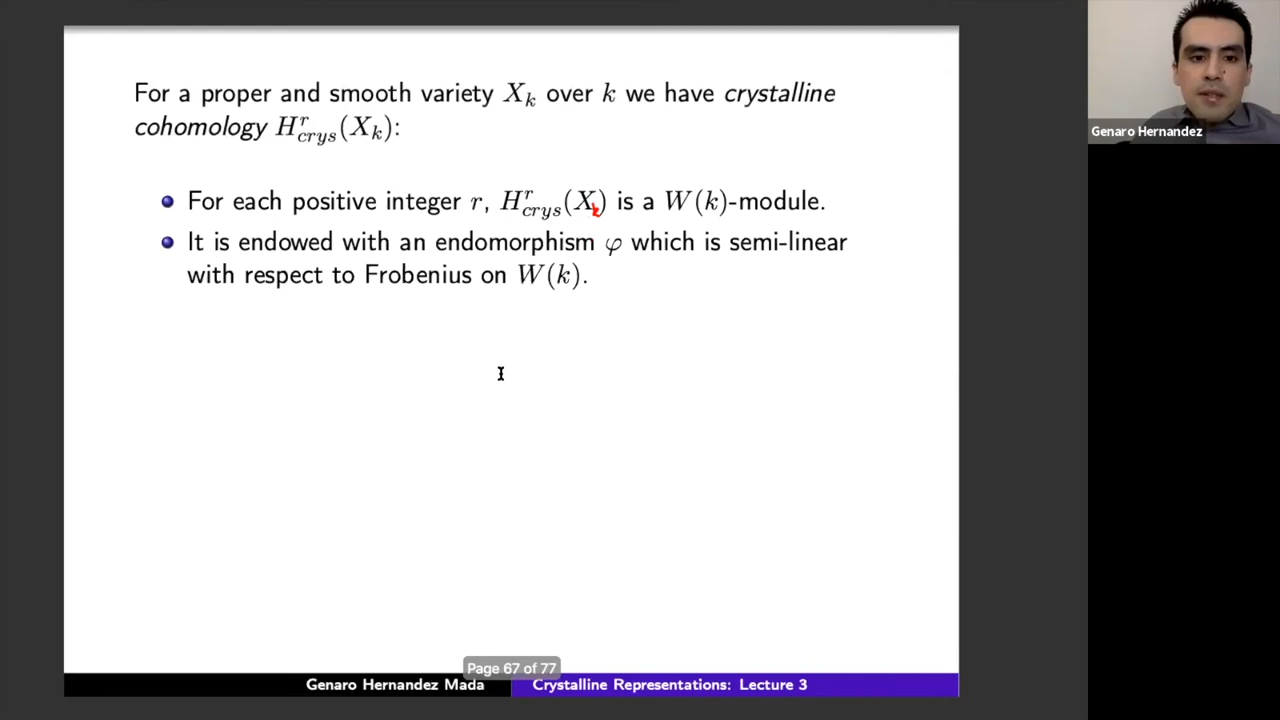 For a proper and smooth variety X_k over k we have crystalline
cohomology H^r_{crys}(X_k):
Genaro Hernandez
• For each positive integer r, H^r_{crys}(X_k) is a W(k)-module.
• It is endowed with an endomorphism φ which is semi-linear
with respect to Frobenius on W(k).
Page 67 of 77
Genaro Hernandez Mada
Crystalline Representations: Lecture 3